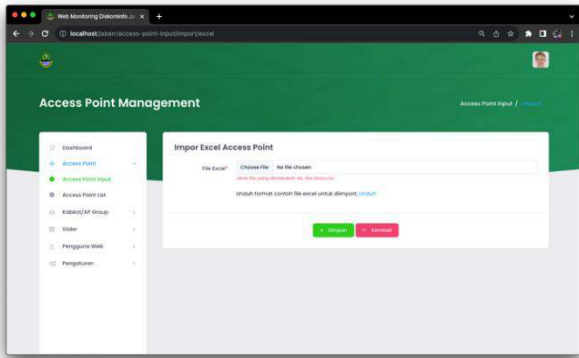 Web Monitoring Diskominfo
localhost/jabar/access-point-input/import/excel
Access Point Management
Access Point Input / Import
Dashboard
Access Point
Access Point Input
Access Point List
Kabkot/AP Group
Slider
Pengguna Web
Pengaturan
Impor Excel Access Point
File Excel*
Choose File No file chosen
Unduh format contoh file excel untuk diimport, Unduh
Simpan
Kembali